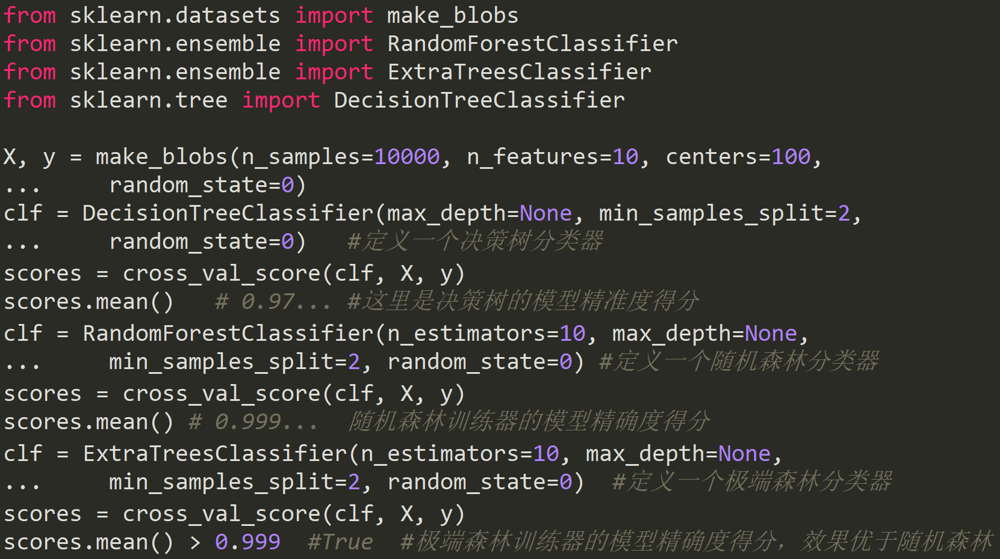 from sklearn.datasets import make_blobs
from sklearn.ensemble import RandomForestClassifier
from sklearn.ensemble import ExtraTreesClassifier
from sklearn.tree import DecisionTreeClassifier
X, y = make_blobs(n_samples=10000, n_features=10, centers=100,
...     random_state=0)
clf = DecisionTreeClassifier(max_depth=None, min_samples_split=2,
...     random_state=0)   #定义一个决策树分类器
scores = cross_val_score(clf, X, y)
scores.mean()   # 0.97... #这里是决策树的模型精准度得分
clf = RandomForestClassifier(n_estimators=10, max_depth=None,
...     min_samples_split=2, random_state=0) #定义一个随机森林分类器
scores = cross_val_score(clf, X, y)
scores.mean() # 0.999...  随机森林训练器的模型精确度得分
clf = ExtraTreesClassifier(n_estimators=10, max_depth=None,
...     min_samples_split=2, random_state=0)  #定义一个极端森林分类器
scores = cross_val_score(clf, X, y)
scores.mean() > 0.999  #True  #极端森林训练器的模型精确度得分，效果优于随机森林